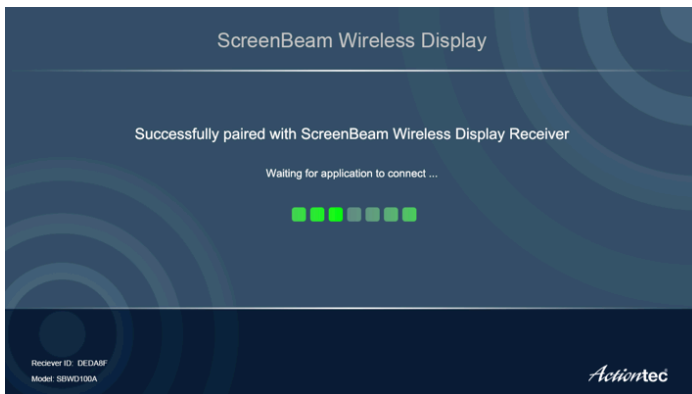 ScreenBeam Wireless Display
Successfully paired with ScreenBeam Wireless Display Receiver
Waiting for application to connect ...
Reciever ID: DEDA8F
Model: SBWD100A
Actiontec